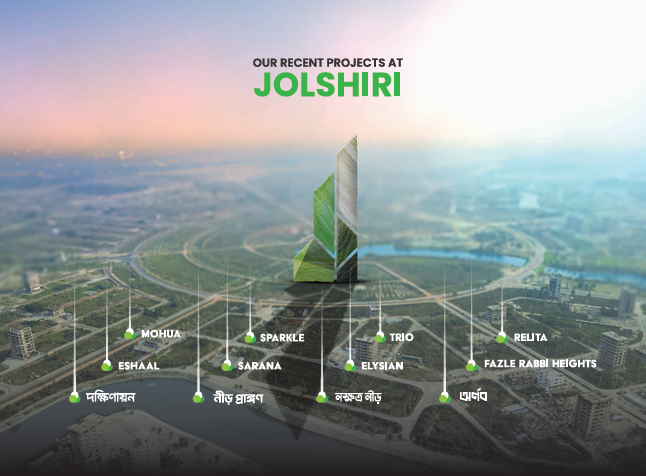 OUR RECENT PROJECTS AT
JOLSHIRI
MOHUA
SPARKLE
TRIO
RELITA
ESHAAL
SARANA
ELYSIAN
FAZLE RABBI HEIGHTS
দক্ষিণায়ন
নীড় প্রাঙ্গণ
নক্ষত্র নীড়
অর্ণব